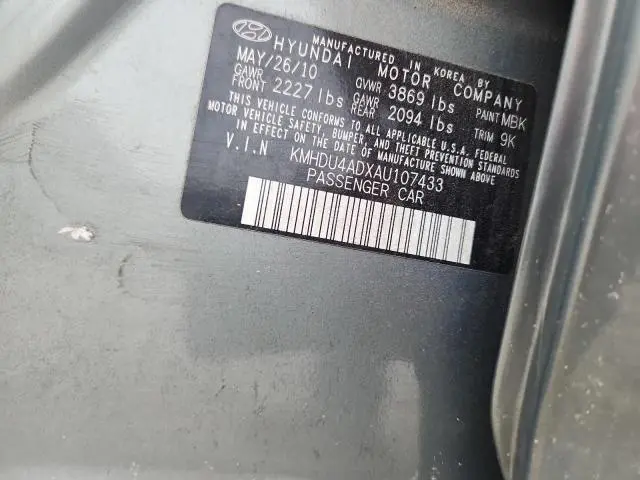 MANUFACTURED IN KOREA BY
HYUNDAI MOTOR COMPANY
MAY/26/10 GVWR 3869 lbs PAINT MBK
GAWR FRONT 2227 lbs GAWR REAR 2094 lbs TRIM 9K
THIS VEHICLE CONFORMS TO ALL APPLICABLE U.S.A. FEDERAL
MOTOR VEHICLE SAFETY, BUMPER, AND THEFT PREVENTION STANDARDS
IN EFFECT ON THE DATE OF MANUFACTURE SHOWN ABOVE
V.I.N KMHDU4ADXAU107433
PASSENGER CAR